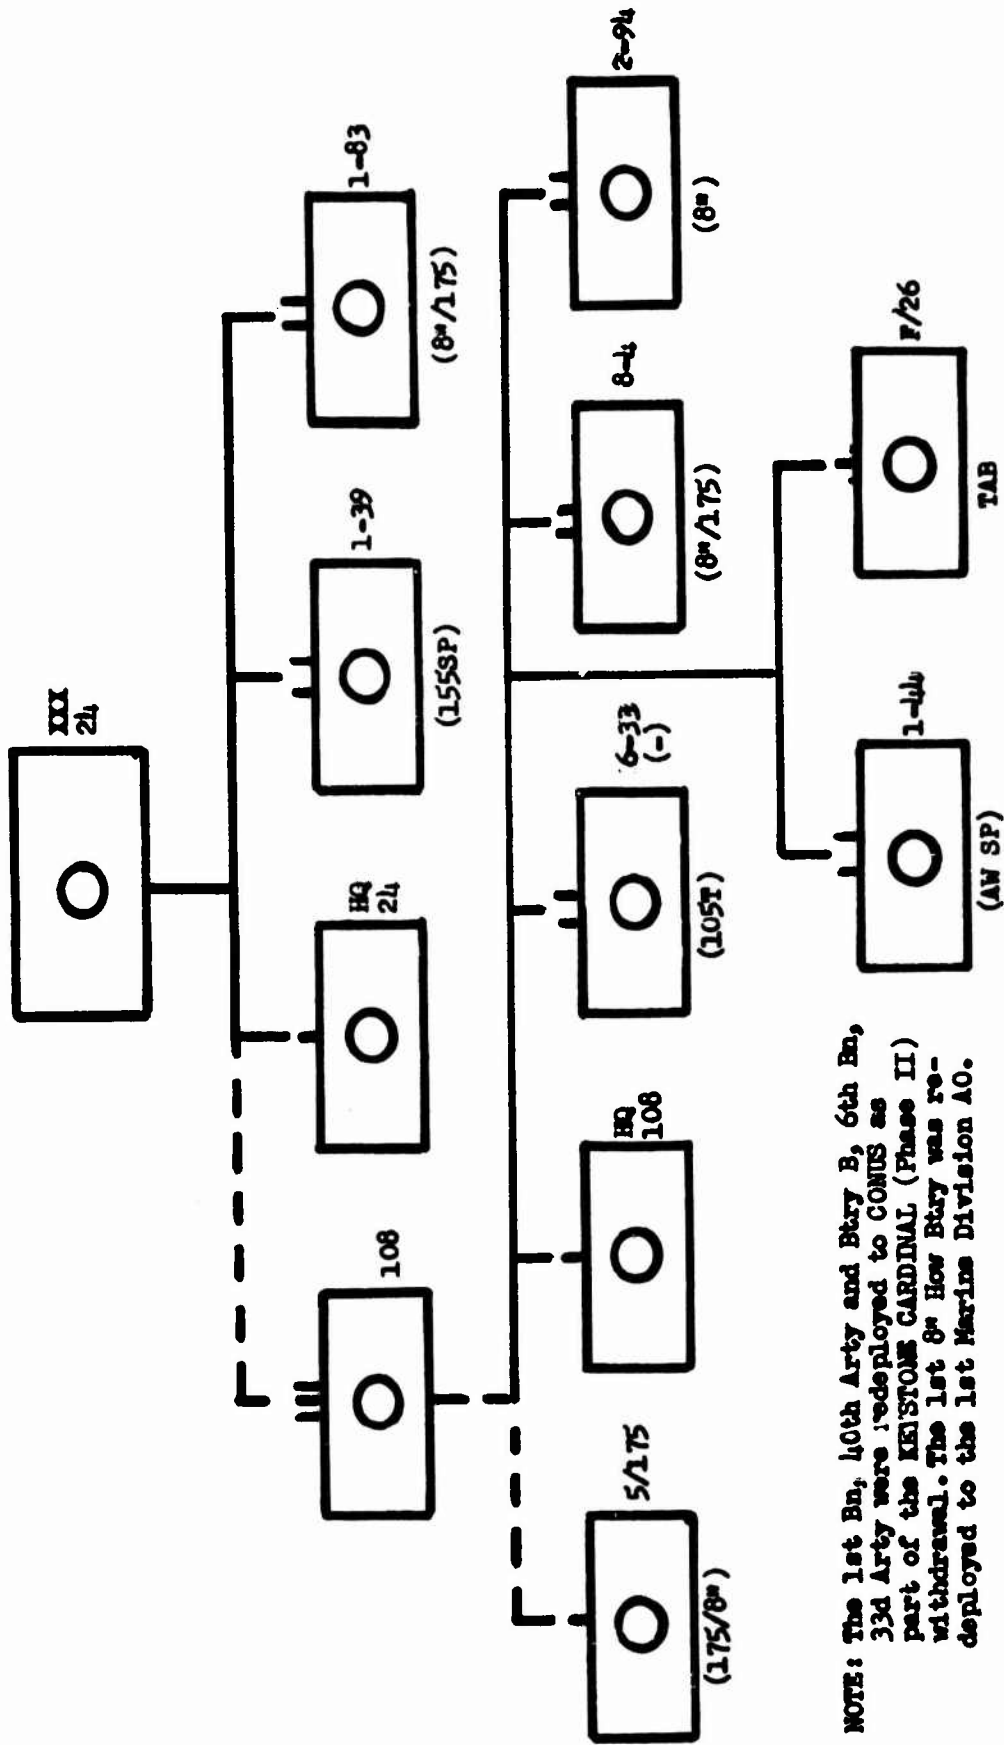 XXX
24
108
HQ
24
1-39
(155SP)
1-83
(8"/175)
5/175
(175/8")
HQ
108
6-33
(-)
(105T)
8-4
(8"/175)
2-94
(8")
1-44
(AW SP)
F/26
TAB
NOTE: The 1st Bn, 40th Arty and Btry B, 6th Bn,
33d Arty were redeployed to CONUS as
part of the KEYSTONE CARDINAL (Phase II)
withdrawal. The 1st 8" How Btry was re-
deployed to the 1st Marine Division AO.